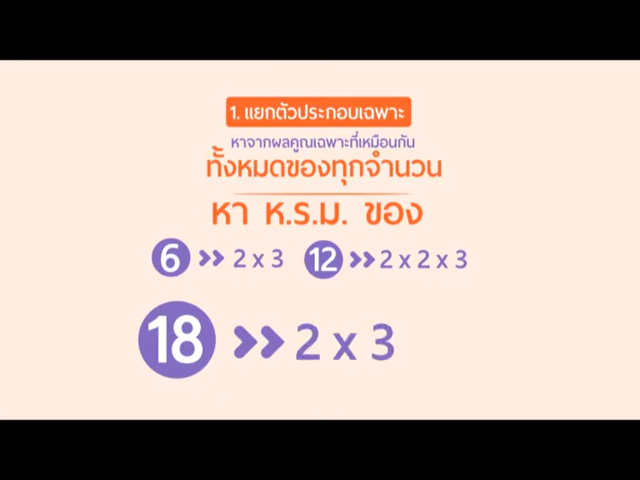 1. แยกตัวประกอบเฉพาะ
หาจากผลคูณเฉพาะที่เหมือนกัน
ทั้งหมดของทุกจำนวน
หา ห.ร.ม. ของ
6 >> 2 x 3 12 >> 2 x 2 x 3
18 >> 2 x 3